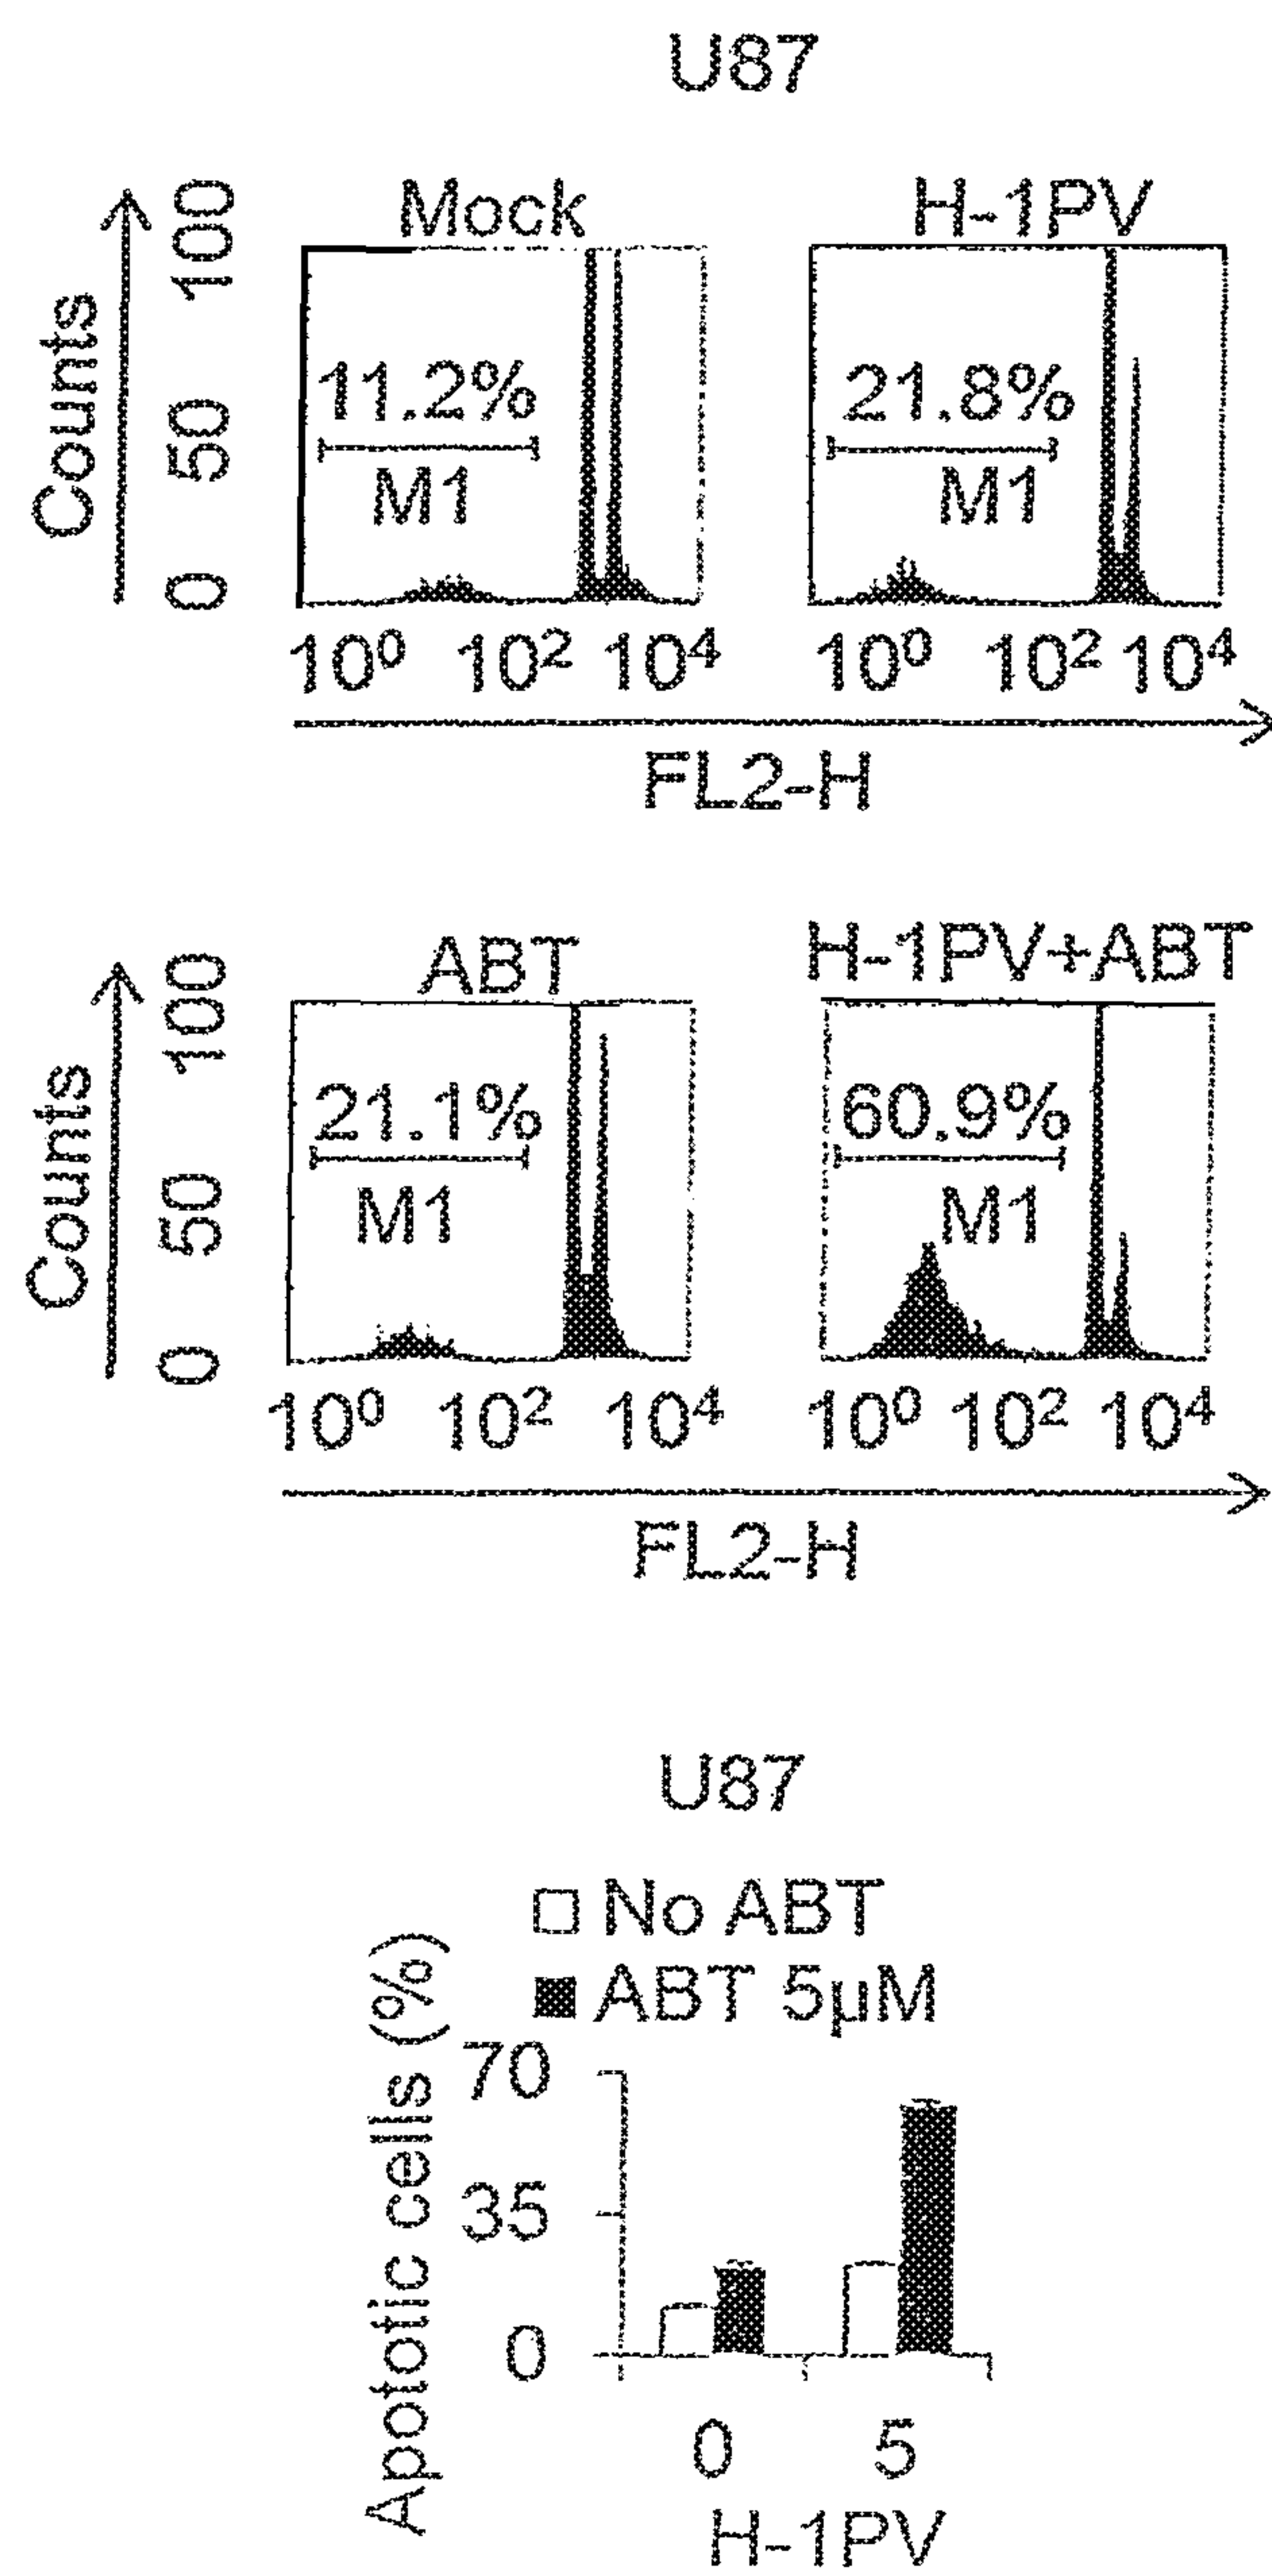 U87
Mock H-1PV
Counts
100
50
0
11.2%
M1
21.8%
M1
10⁰ 10² 10⁴ 10⁰ 10² 10⁴
FL2-H
ABT H-1PV+ABT
Counts
100
50
0
21.1%
M1
60.9%
M1
10⁰ 10² 10⁴ 10⁰ 10² 10⁴
FL2-H
U87
No ABT
ABT 5µM
Apoptotic cells (%)
70
35
0
0 5
H-1PV